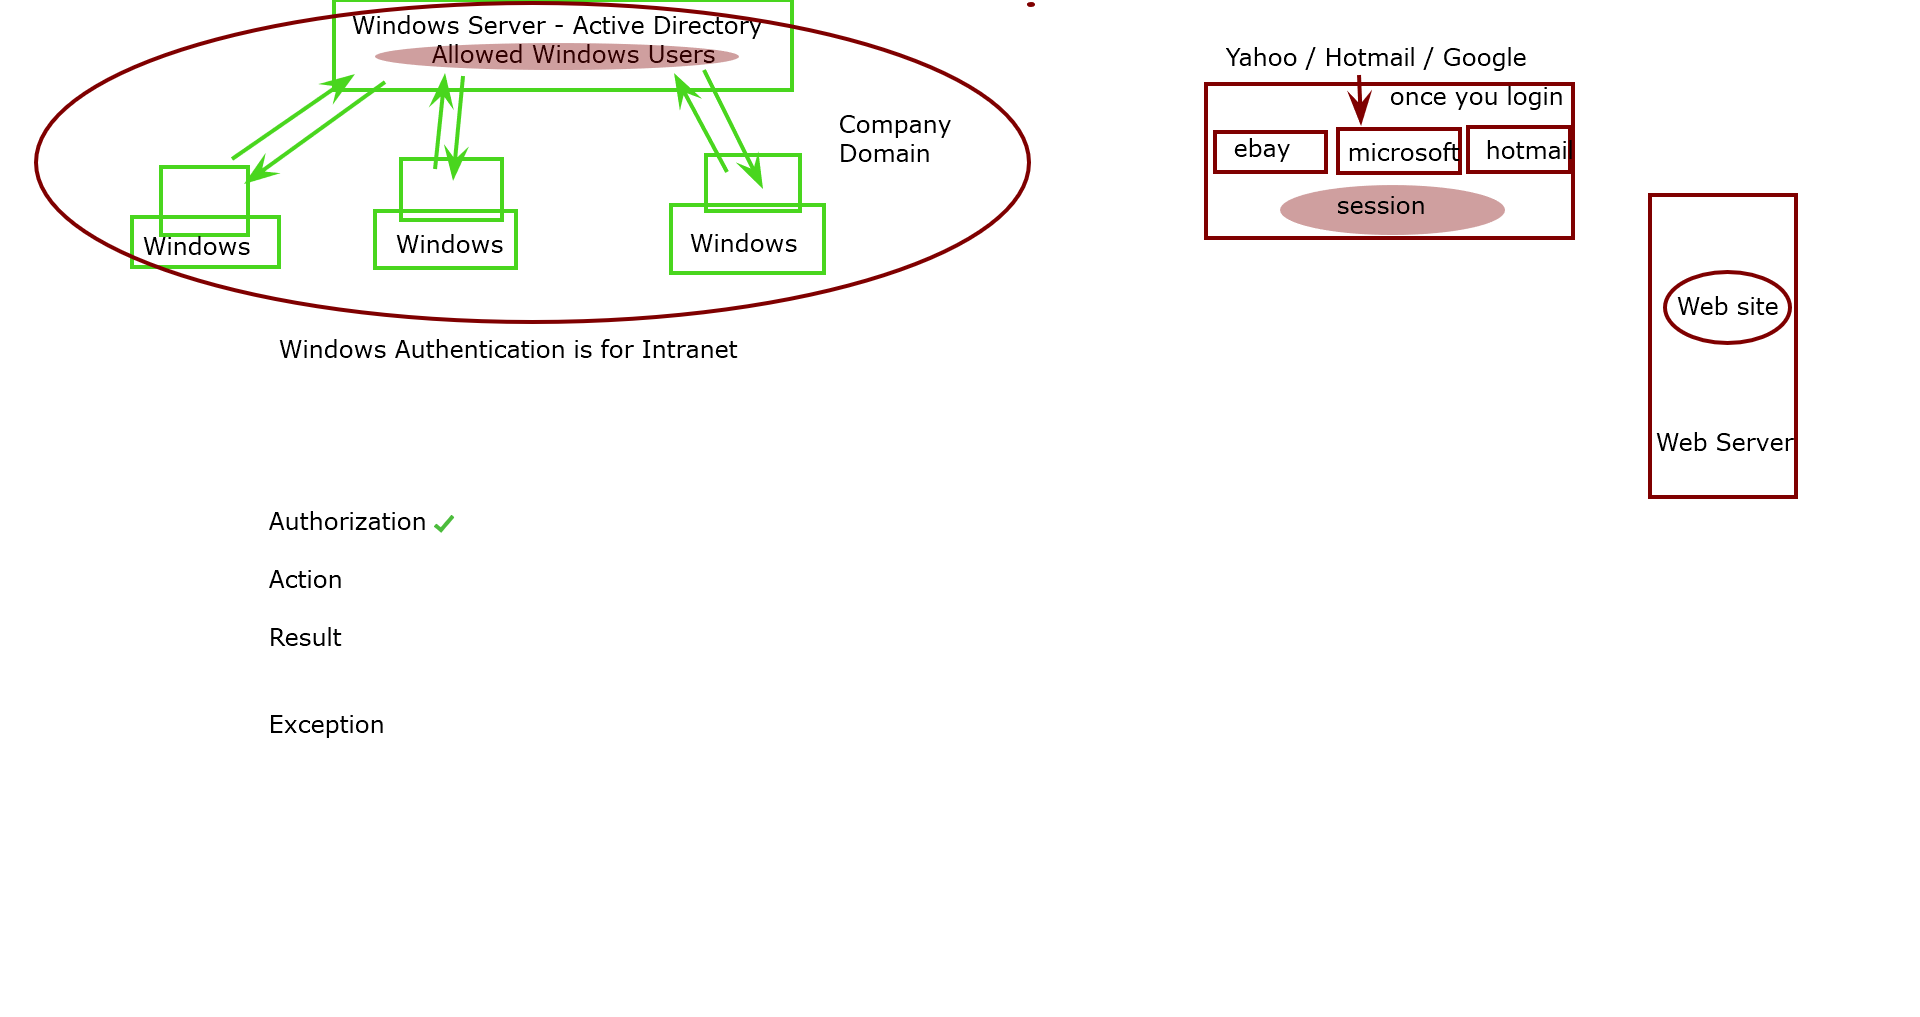 Windows Server - Active Directory
Allowed Windows Users
Company
Domain
Windows
Windows
Windows
Windows Authentication is for Intranet
Yahoo / Hotmail / Google
once you login
ebay
microsoft
hotmail
session
Web site
Web Server
Authorization
Action
Result
Exception